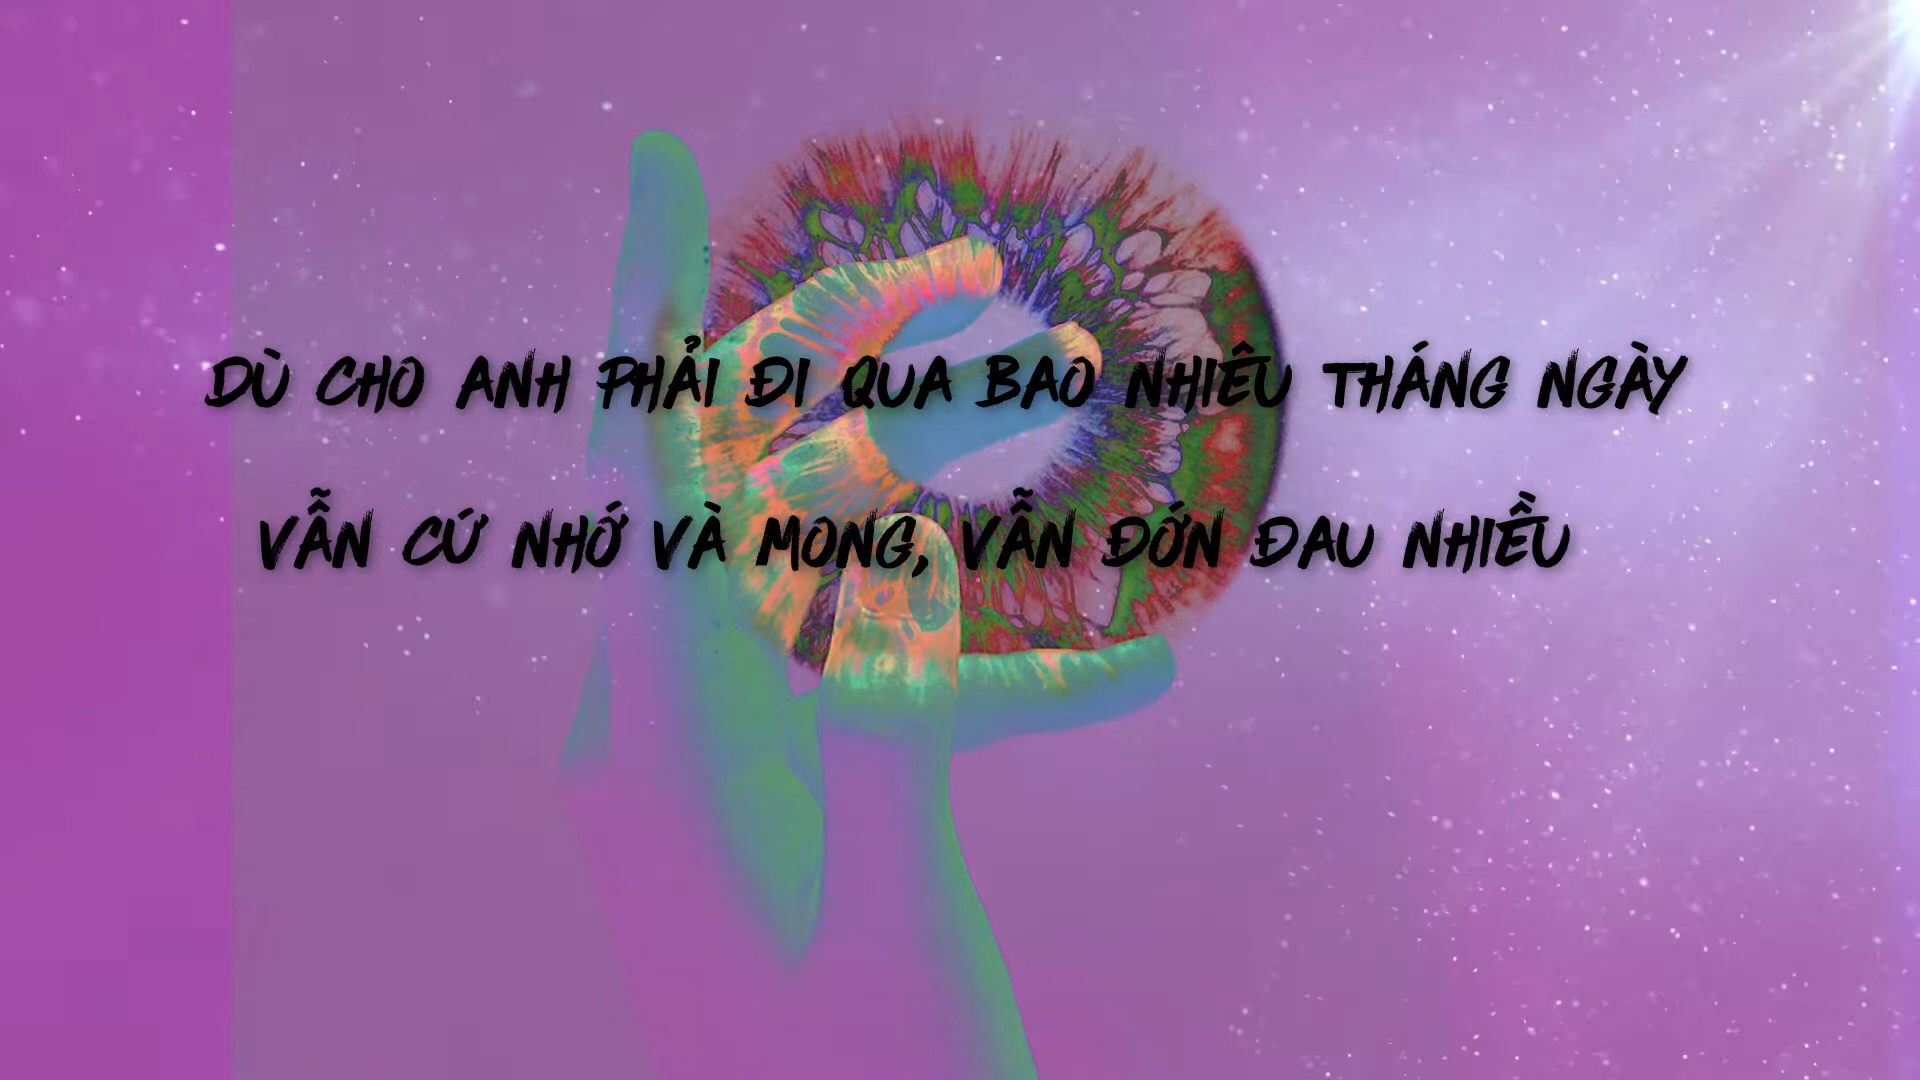 DÙ CHO ANH PHẢI ĐI QUA BAO NHIÊU THÁNG NGÀY
VẪN CỨ NHỚ VÀ MONG, VẪN ĐỚN ĐAU NHIỀU